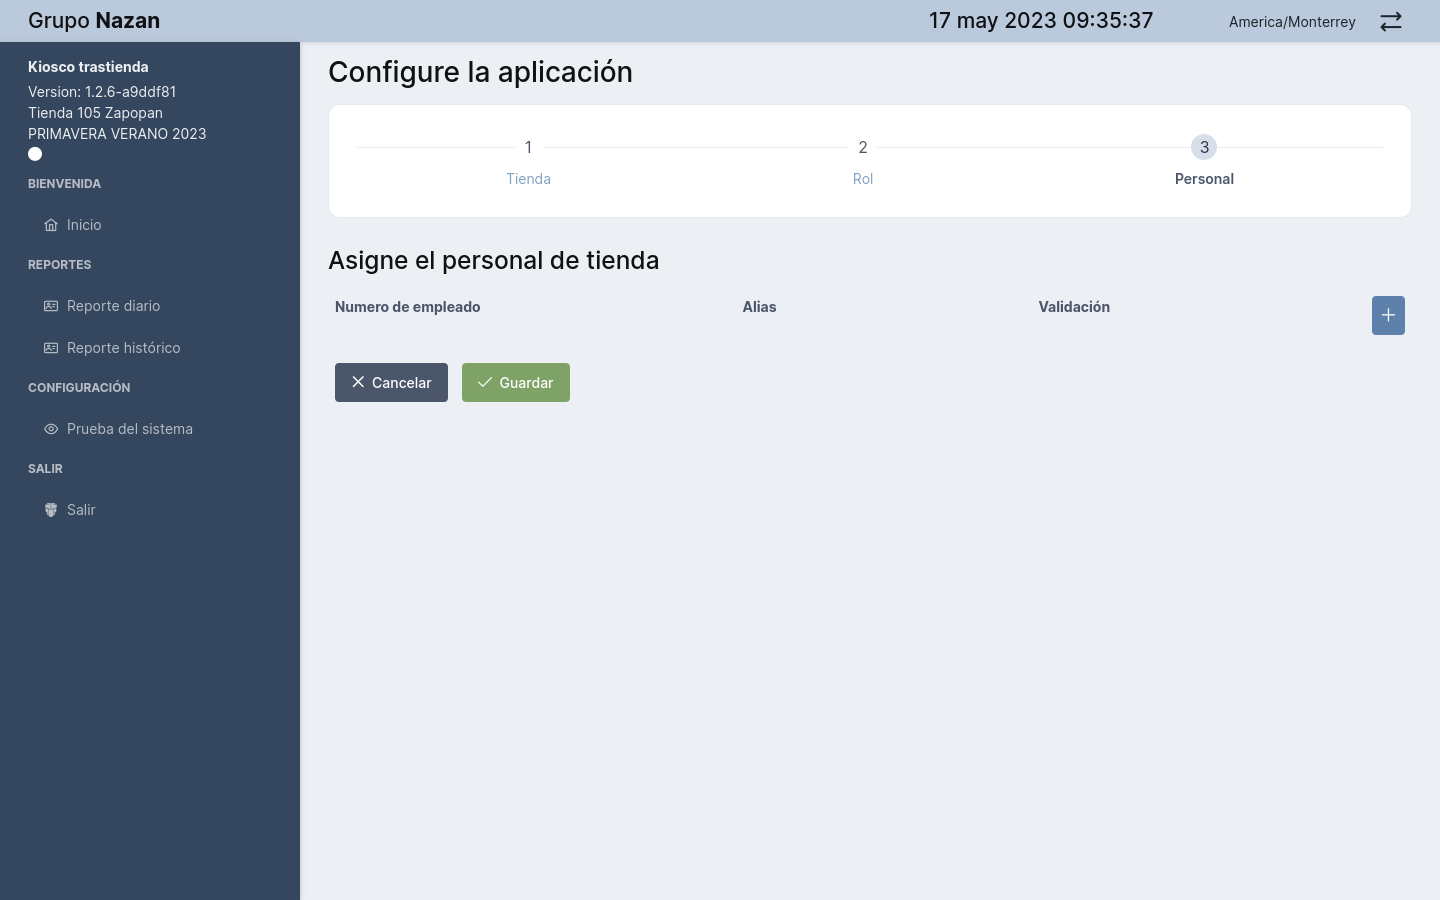 Grupo Nazan
17 may 2023 09:35:37
America/Monterrey
Kiosco trastienda
Version: 1.2.6-a9ddf81
Tienda 105 Zapopan
PRIMAVERA VERANO 2023
BIENVENIDA
Inicio
REPORTES
Reporte diario
Reporte histórico
CONFIGURACIÓN
Prueba del sistema
SALIR
Salir
Configure la aplicación
1
Tienda
2
Rol
3
Personal
Asigne el personal de tienda
Numero de empleado
Alias
Validación
Cancelar
Guardar